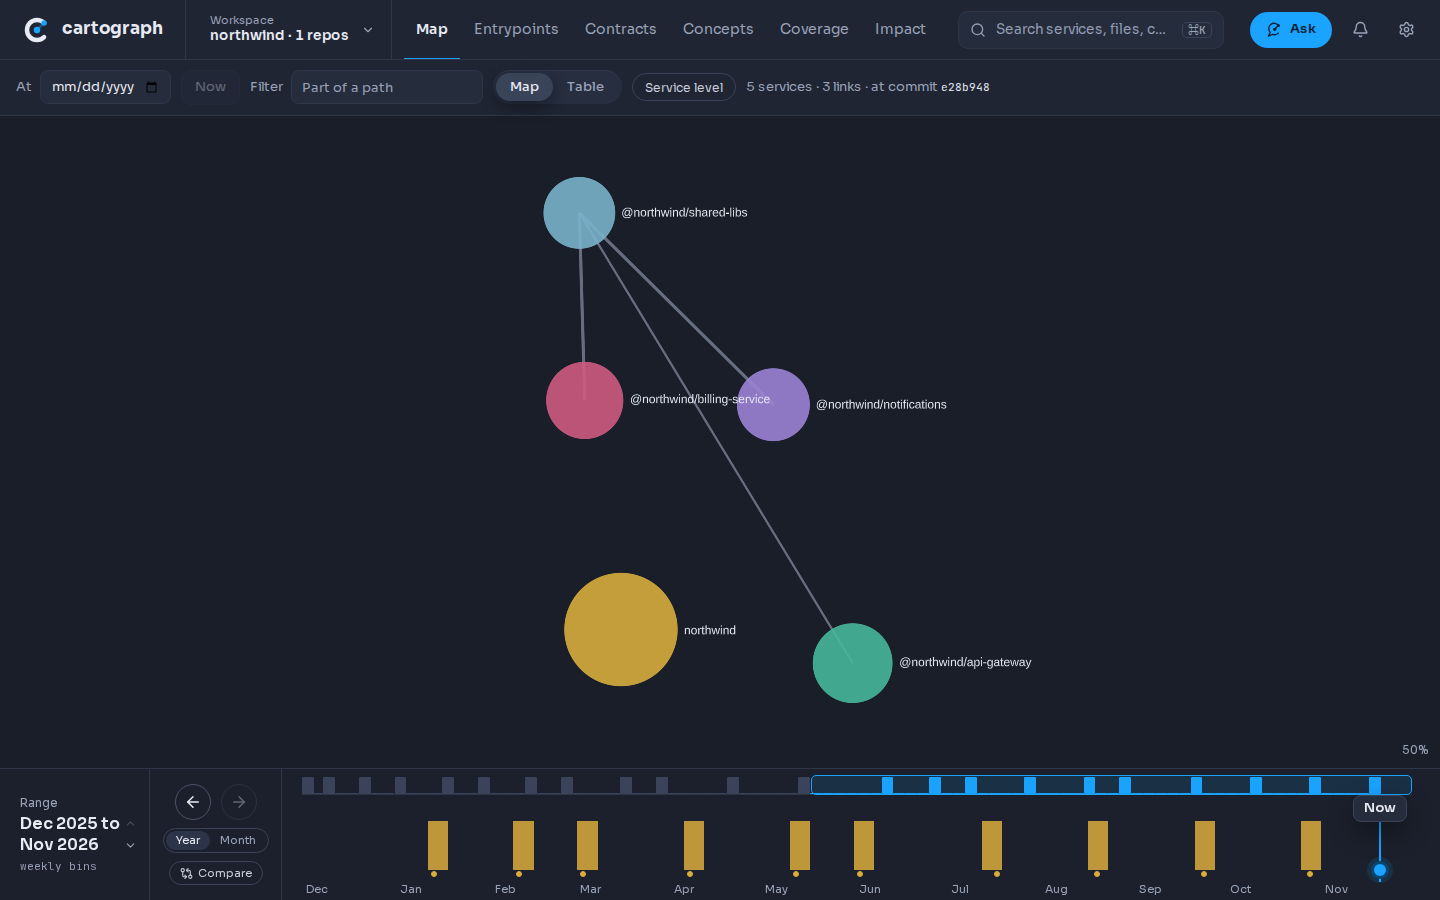 cartograph
Workspace
northwind · 1 repos
Map
Entrypoints
Contracts
Concepts
Coverage
Impact
Search services, files, c...
⌘K
Ask
At
mm/dd/yyyy
Now
Filter
Part of a path
Map
Table
Service level
5 services · 3 links · at commit e28b948
@northwind/shared-libs
@northwind/billing-service
@northwind/notifications
northwind
@northwind/api-gateway
50%
Range
Dec 2025 to
Nov 2026
weekly bins
Year
Month
Compare
Now
Dec
Jan
Feb
Mar
Apr
May
Jun
Jul
Aug
Sep
Oct
Nov